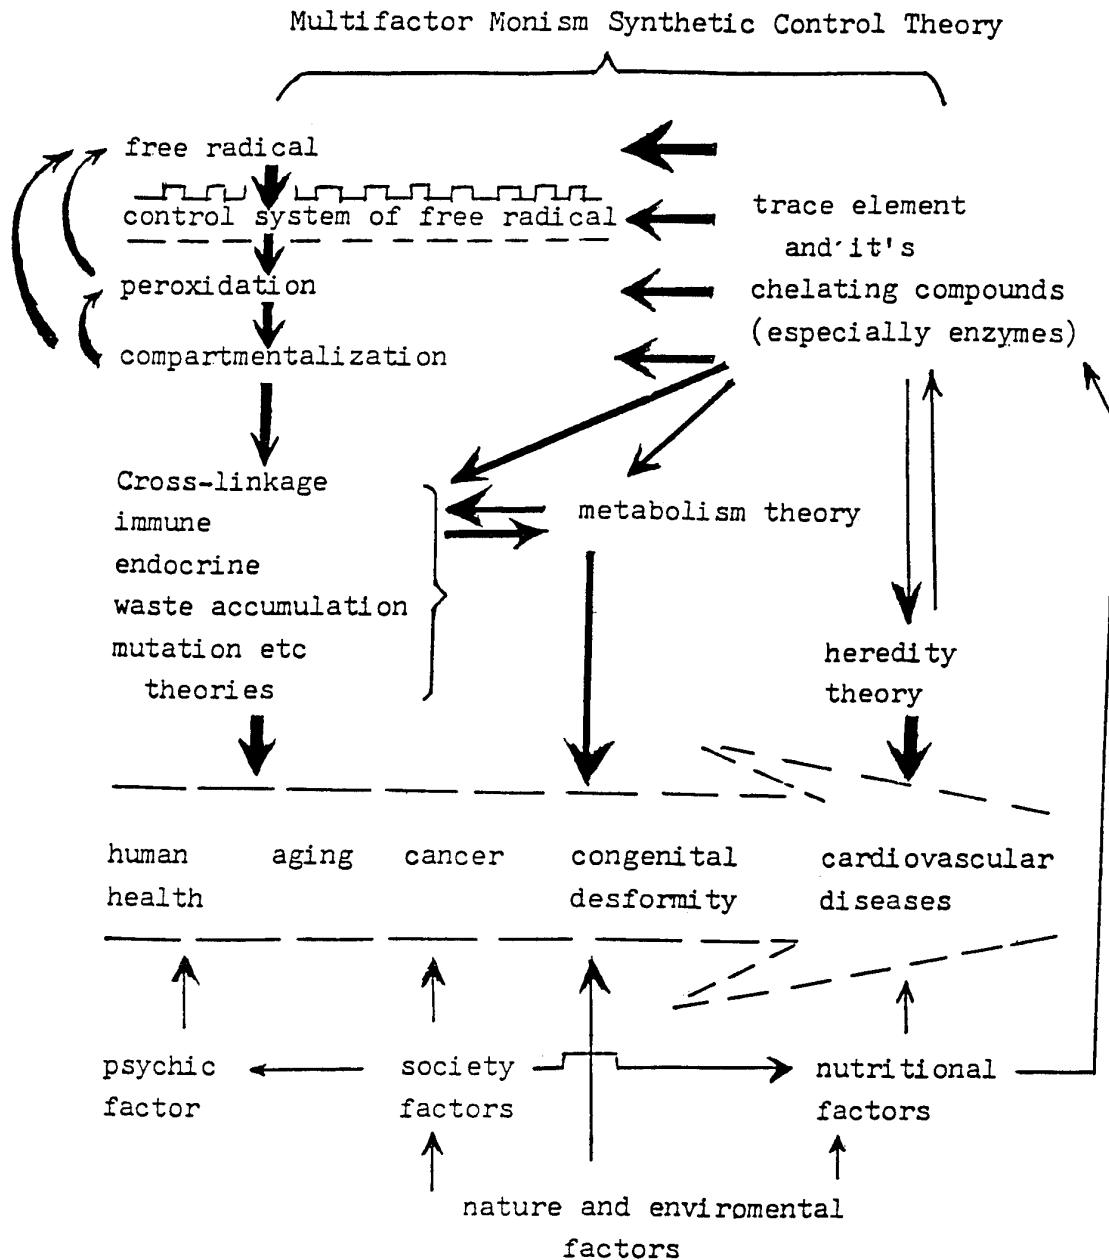 Multifactor Monism Synthetic Control Theory
free radical
control system of free radical
peroxidation
compartmentalization
trace element
and it's
chelating compounds
(especially enzymes)
Cross-linkage
immune
endocrine
waste accumulation
mutation etc
theories
metabolism theory
heredity
theory
human
health
aging
cancer
congenital
desformity
cardiovascular
diseases
psychic
factor
society
factors
nutritional
factors
nature and enviromental
factors